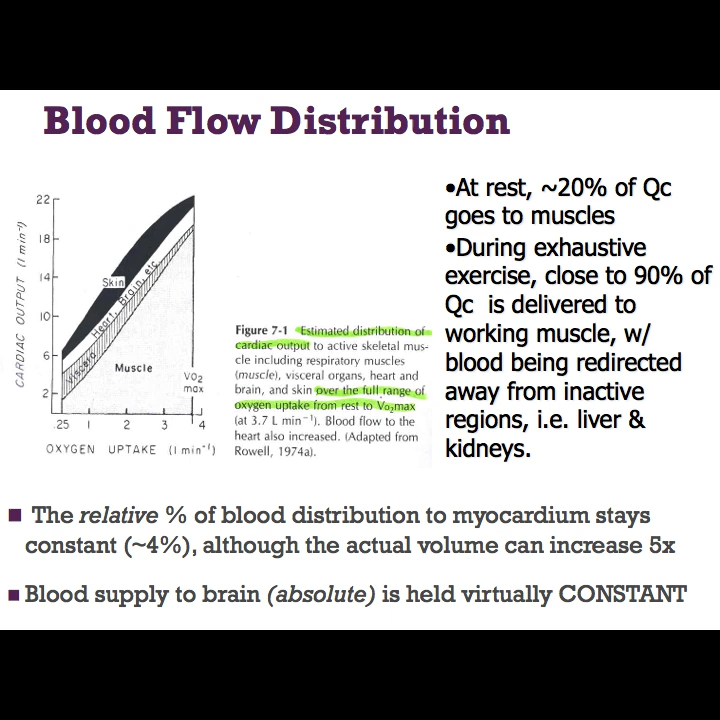 Blood Flow Distribution
22
18
14
10
6
2
CARDIAC OUTPUT (l min⁻¹)
Skin
Heart, Brain, etc.
Viscera
Muscle
VO2
max
.25 1 2 3 4
OXYGEN UPTAKE (l min⁻¹)
Figure 7-1 Estimated distribution of
cardiac output to active skeletal mus-
cle including respiratory muscles
(muscle), visceral organs, heart and
brain, and skin over the full range of
oxygen uptake from rest to Vo₂max
(at 3.7 L min⁻¹). Blood flow to the
heart also increased. (Adapted from
Rowell, 1974a).
•At rest, ~20% of Qc
goes to muscles
•During exhaustive
exercise, close to 90% of
Qc is delivered to
working muscle, w/
blood being redirected
away from inactive
regions, i.e. liver &
kidneys.
■ The relative % of blood distribution to myocardium stays
constant (~4%), although the actual volume can increase 5x
■ Blood supply to brain (absolute) is held virtually CONSTANT